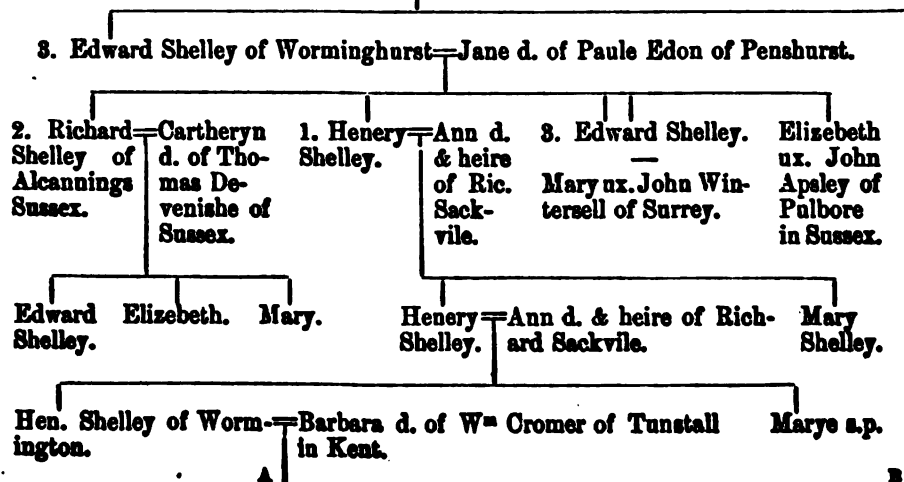 3. Edward Shelley of Worminghurst=Jane d. of Paule Edon of Penshurst.
2. Richard=Cartheryn
Shelley of
Alcannings
Sussex.
d. of Tho-
mas De-
venishe of
Sussex.
1. Henery=Ann d.
Shelley.
& heire
of Ric.
Sack-
vile.
3. Edward Shelley.
—
Mary ux. John Win-
tersell of Surrey.
Elizebeth
ux. John
Apsley of
Pulbore
in Sussex.
Edward
Shelley.
Elizebeth.
Mary.
Henery=Ann d. & heire of Rich-
Shelley.
ard Sackvile.
Mary
Shelley.
Hen. Shelley of Worm-=Barbara d. of Wm Cromer of Tunstall
ington.
in Kent.
Marye s.p.
A
B